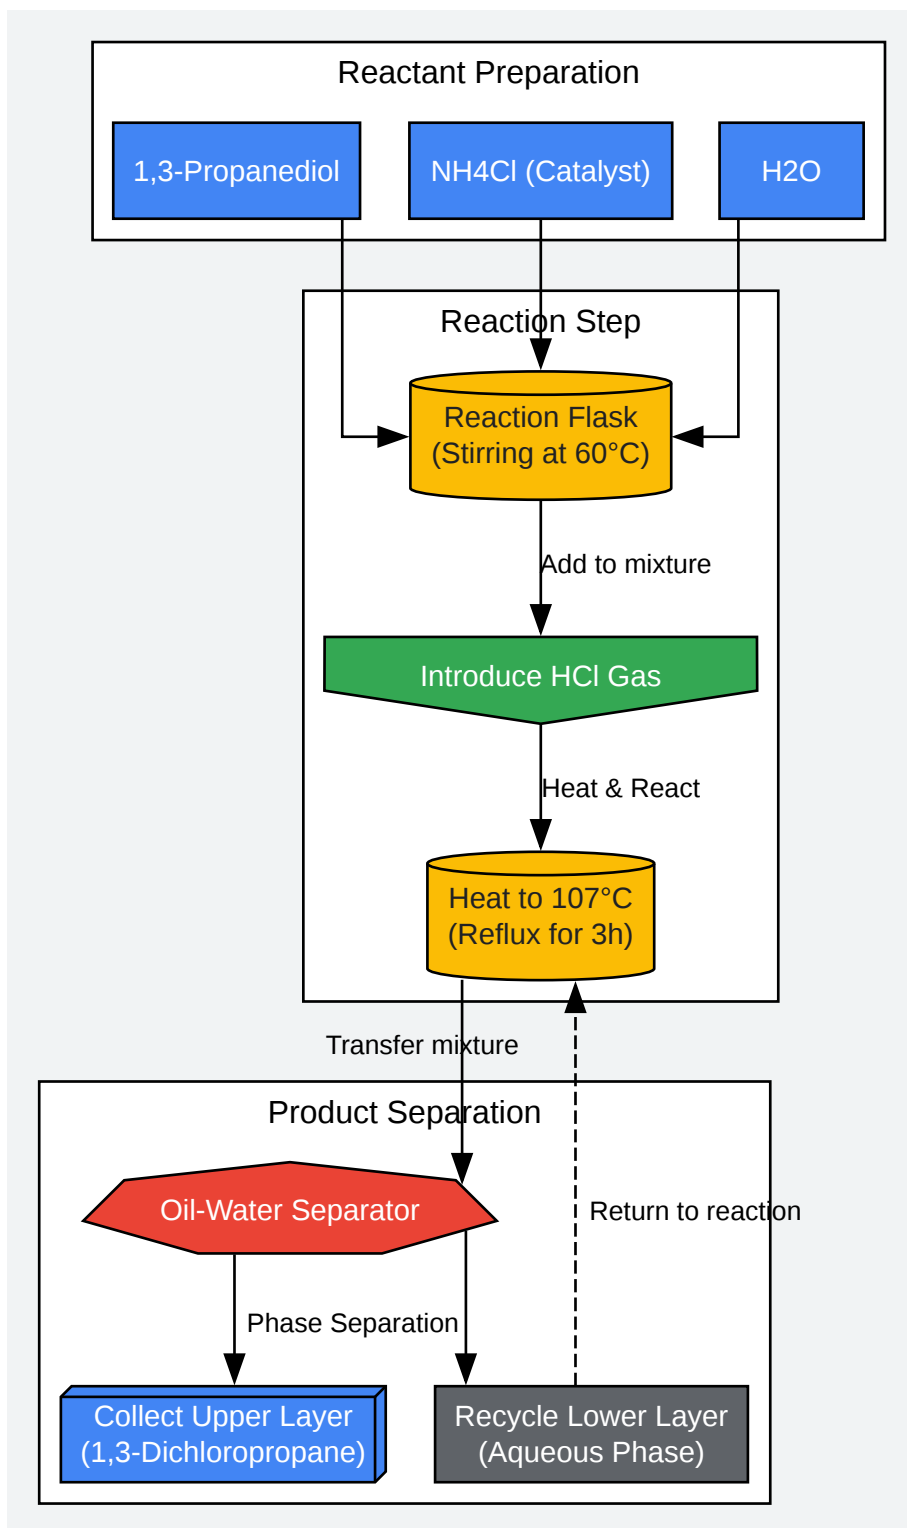 Reactant Preparation
1,3-Propanediol
NH4Cl (Catalyst)
H2O
Reaction Step
Reaction Flask
(Stirring at 60°C)
Add to mixture
Introduce HCl Gas
Heat & React
Heat to 107°C
(Reflux for 3h)
Transfer mixture
Product Separation
Oil-Water Separator
Return to reaction
Phase Separation
Collect Upper Layer
(1,3-Dichloropropane)
Recycle Lower Layer
(Aqueous Phase)